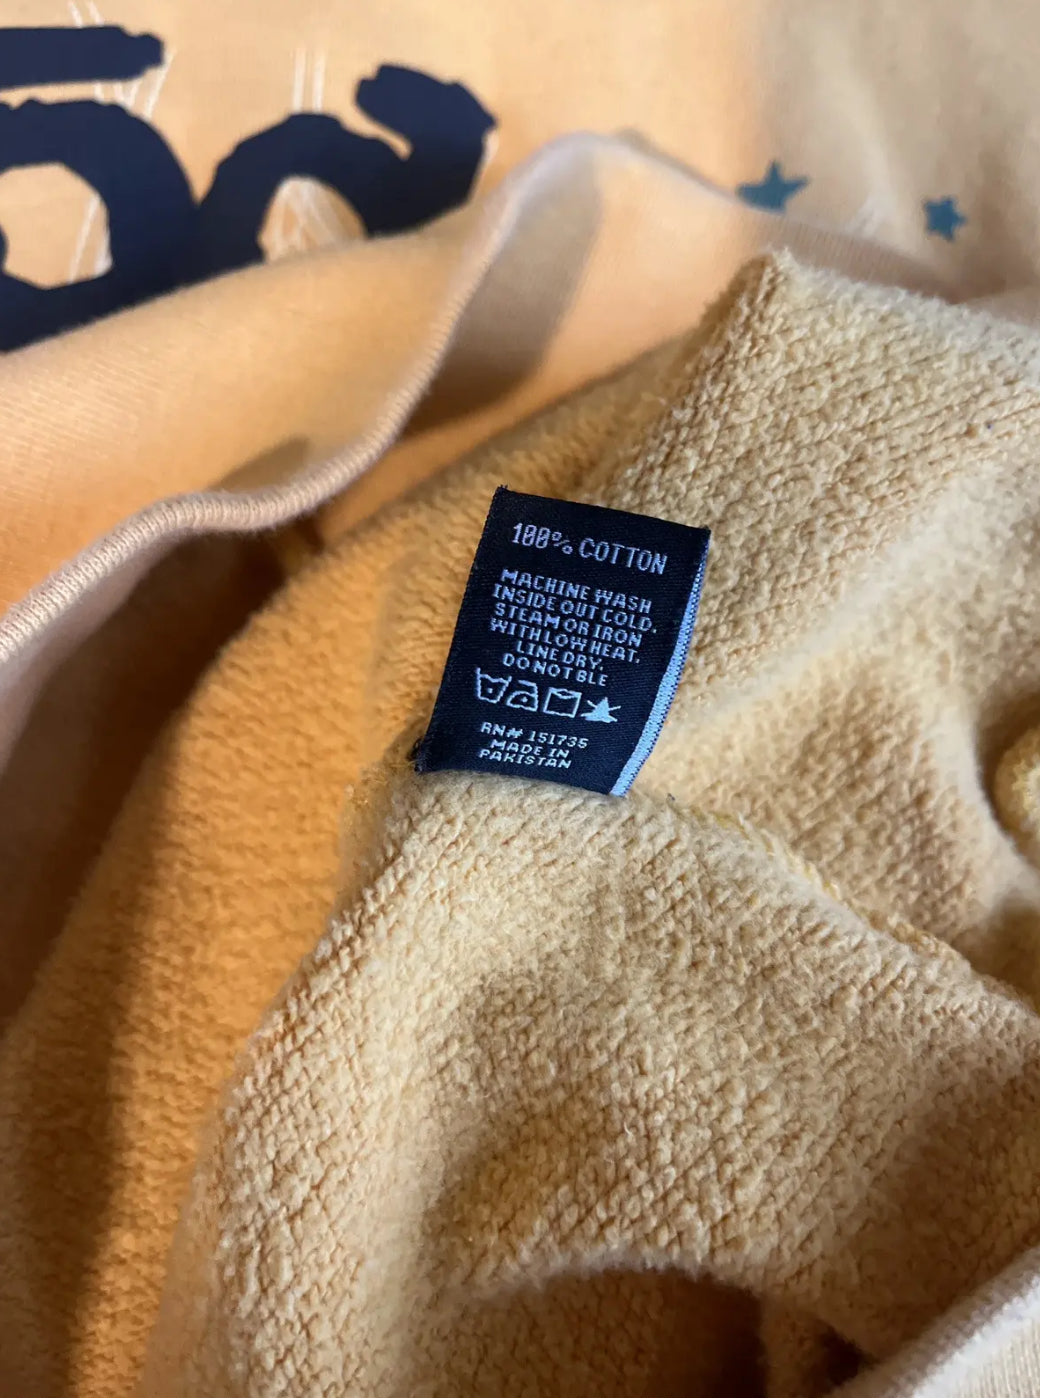 100% COTTON
MACHINE WASH
INSIDE OUT COLD.
STEAM OR IRON
WITH LOW HEAT.
LINE DRY.
DO NOT BLE
RN# 151735
MADE IN
PAKISTAN